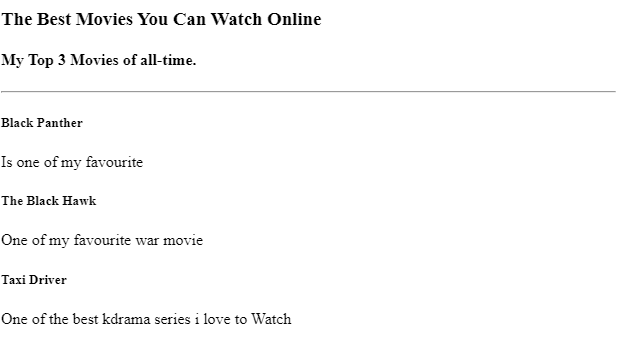 The Best Movies You Can Watch Online
My Top 3 Movies of all-time.
Black Panther
Is one of my favourite
The Black Hawk
One of my favourite war movie
Taxi Driver
One of the best kdrama series i love to Watch